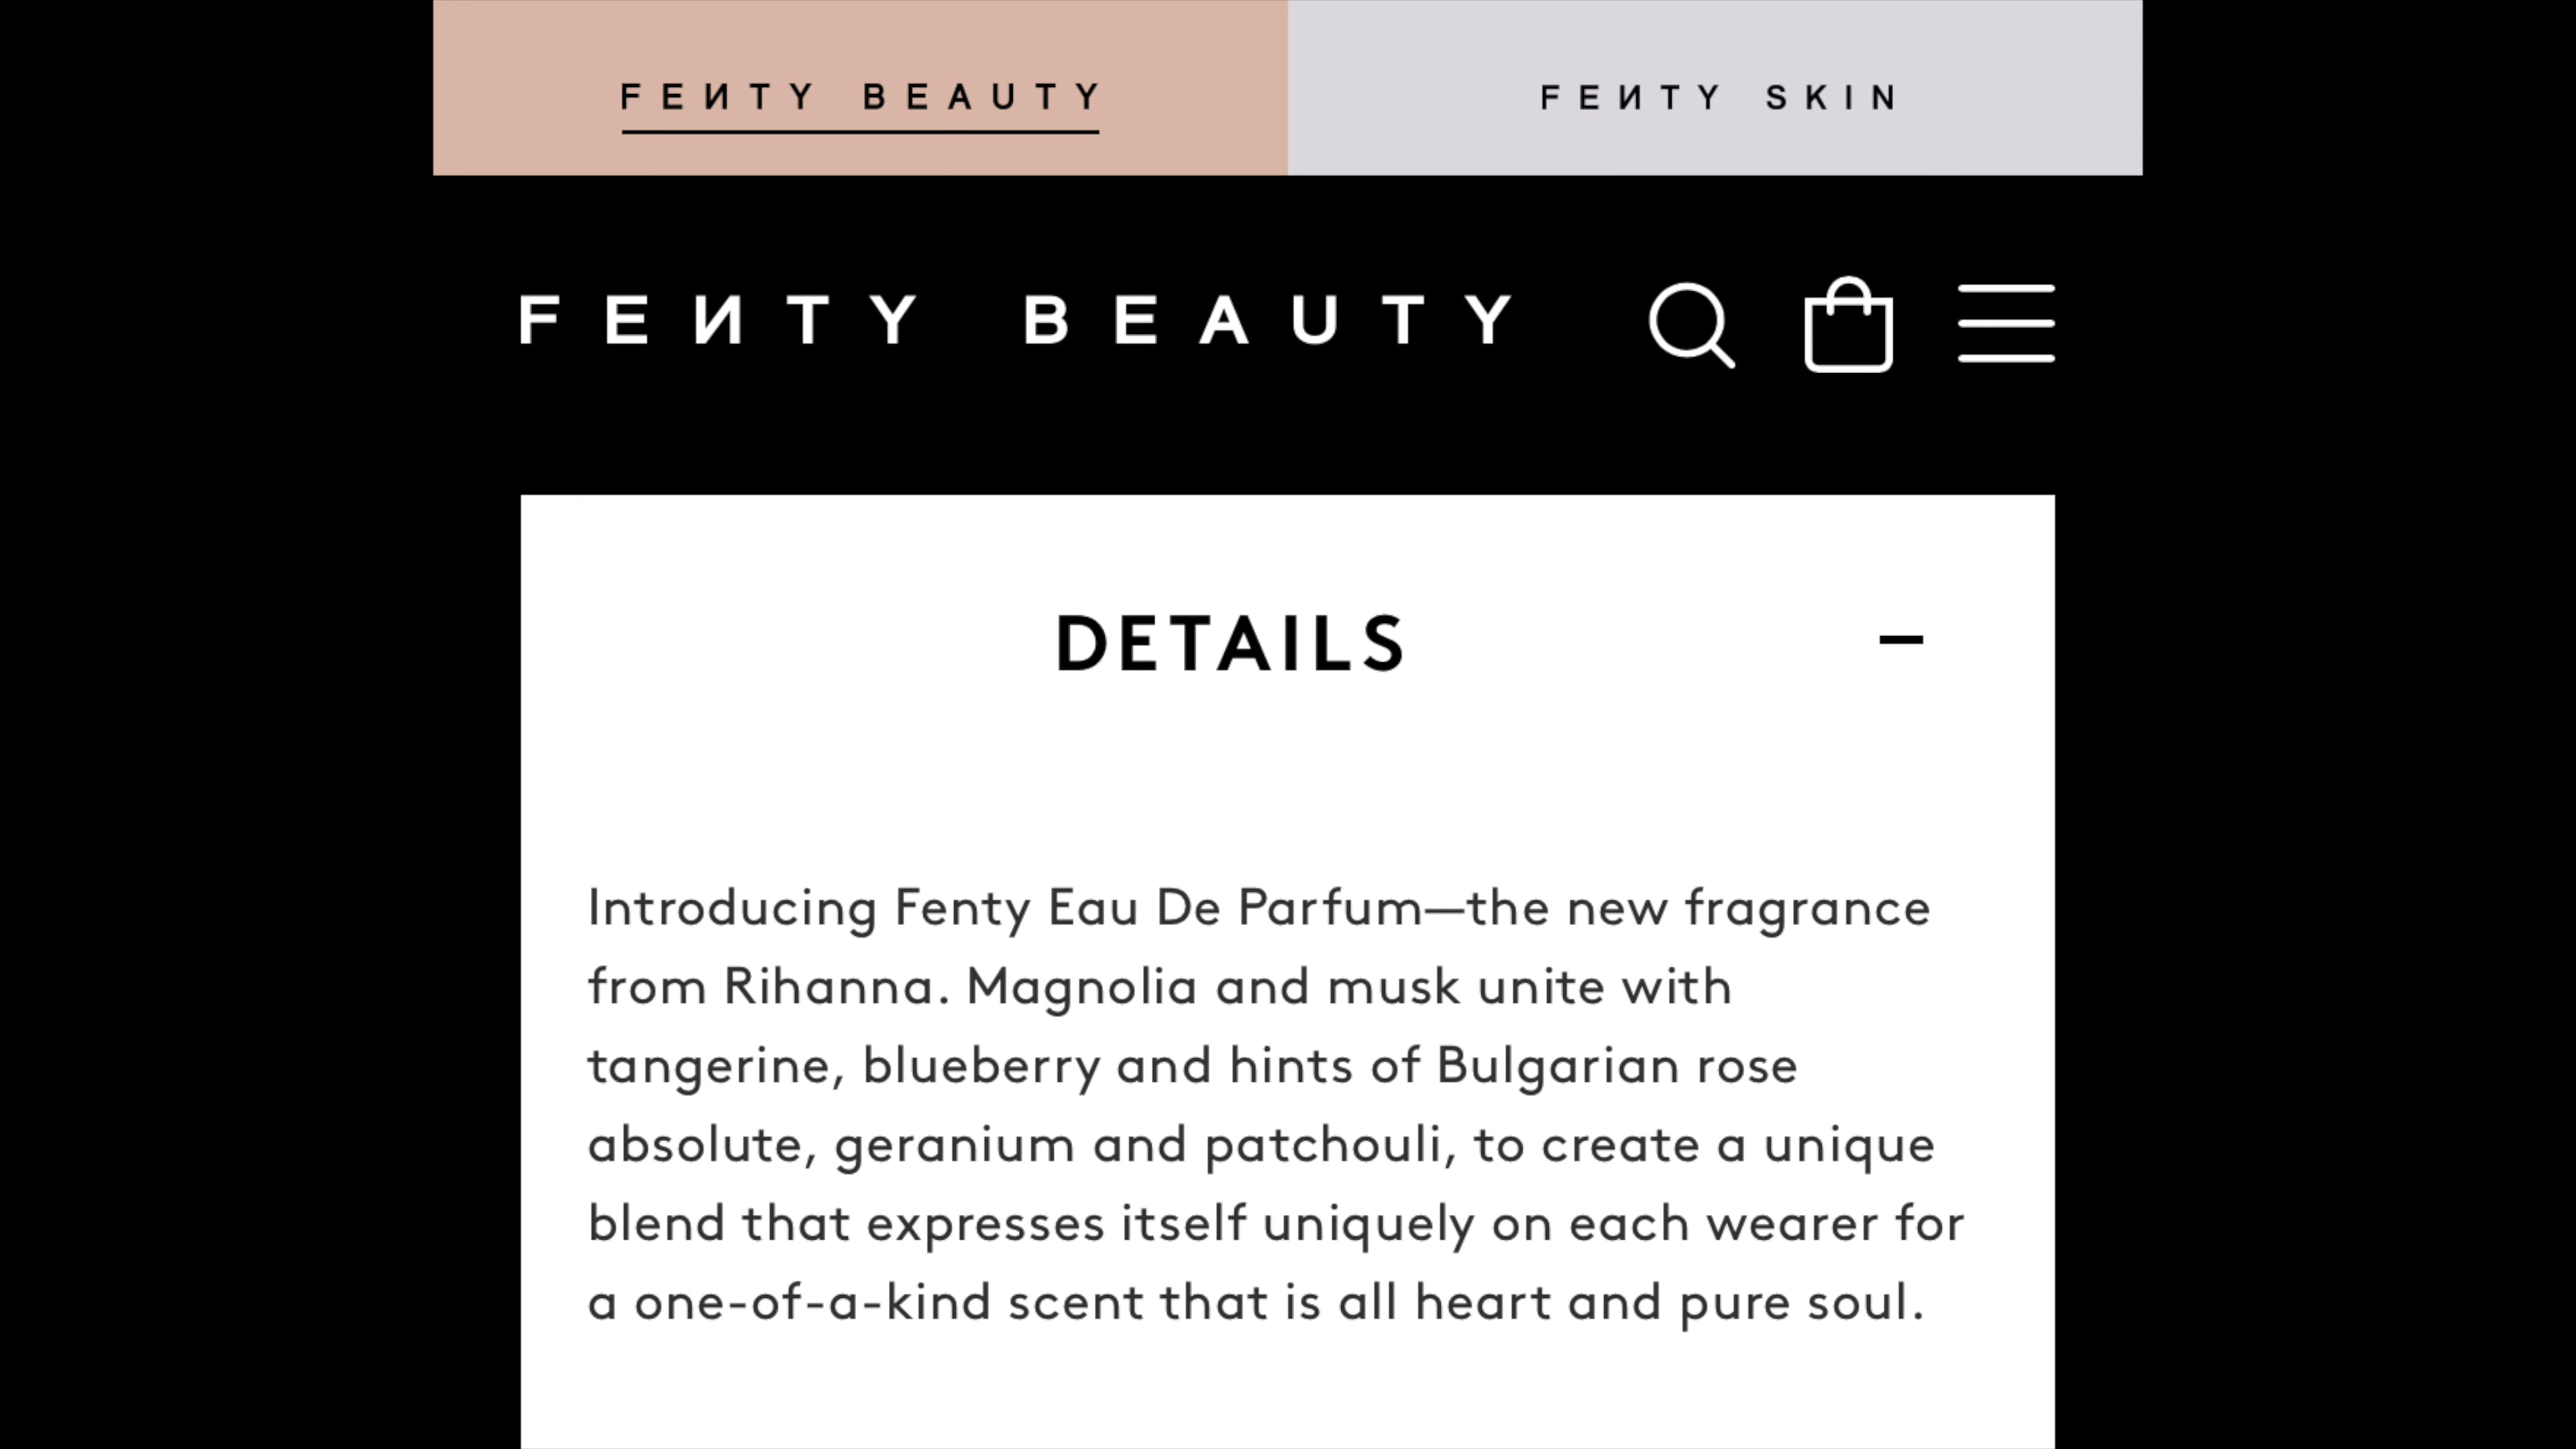 FENTY BEAUTY
FENTY SKIN
FENTY BEAUTY
DETAILS
Introducing Fenty Eau De Parfum—the new fragrance
from Rihanna. Magnolia and musk unite with
tangerine, blueberry and hints of Bulgarian rose
absolute, geranium and patchouli, to create a unique
blend that expresses itself uniquely on each wearer for
a one-of-a-kind scent that is all heart and pure soul.